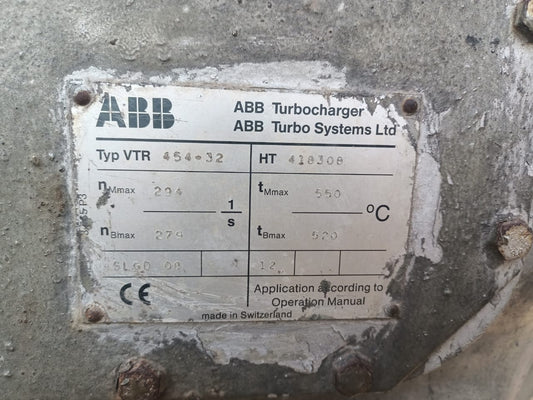 ABB
ABB Turbocharger
ABB Turbo Systems Ltd
Typ VTR 454-32 HT 418308
nMmax 294 tMmax 550
1/s °C
nBmax 279 tBmax 520
12
CE
Application according to
Operation Manual
made in Switzerland